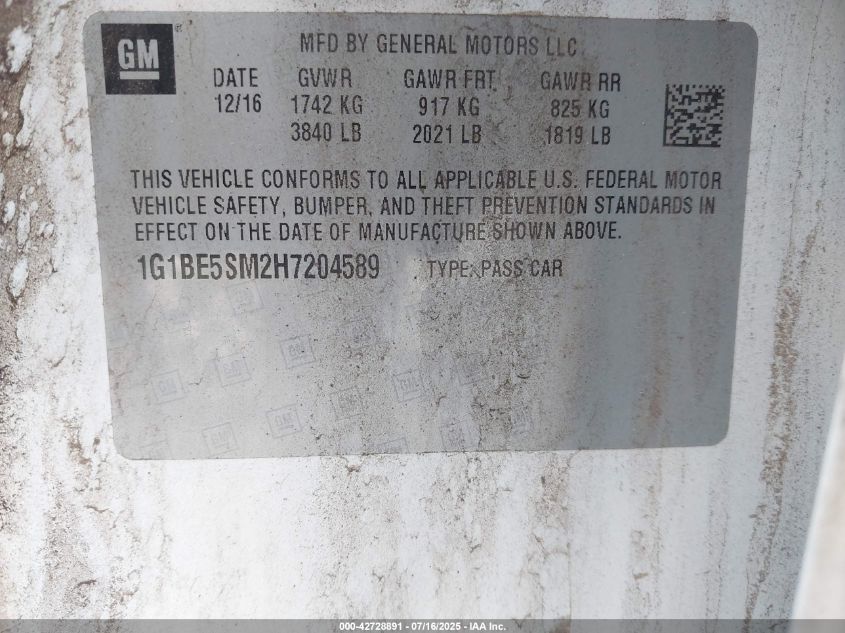 GM
MFD BY GENERAL MOTORS LLC
DATE GVWR GAWR FRT GAWR RR
12/16 1742 KG 917 KG 825 KG
3840 LB 2021 LB 1819 LB
THIS VEHICLE CONFORMS TO ALL APPLICABLE U.S. FEDERAL MOTOR
VEHICLE SAFETY, BUMPER, AND THEFT PREVENTION STANDARDS IN
EFFECT ON THE DATE OF MANUFACTURE SHOWN ABOVE.
1G1BE5SM2H7204589 TYPE: PASS CAR
000-42728891 - 07/16/2025 - IAA Inc.